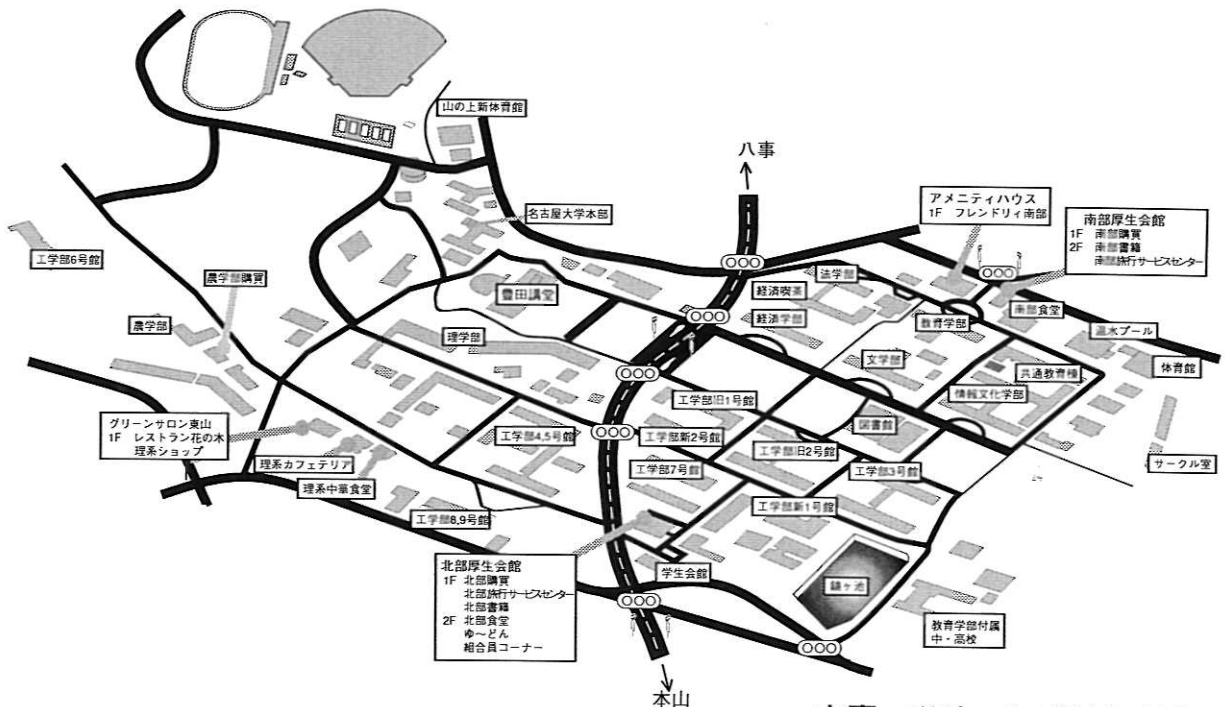 山の上新体育館
八事
アメニティハウス
1F フレンドリィ南部
南部厚生会館
1F 南部購買
2F 南部書籍
南部旅行サービスセンター
名古屋大学本部
工学部6号館
農学部購買
豊田講堂
経済喫茶
法学部
経済学部
教育学部
南部食堂
温水プール
農学部
理学部
文学部
共通教育棟
体育館
情報文化学部
工学部旧1号館
図書館
グリーンサロン東山
1F レストラン花の木
理系ショップ
工学部4,5号館
工学部新2号館
工学部旧2号館
サークル室
理系カフェテリア
工学部7号館
工学部3号館
理系中華食堂
工学部8,9号館
工学部新1号館
北部厚生会館
1F 北部購買
北部旅行サービスセンター
北部書籍
2F 北部食堂
ゆ〜どん
組合員コーナー
学生会館
鏡ヶ池
教育学部付属
中・高校
本山